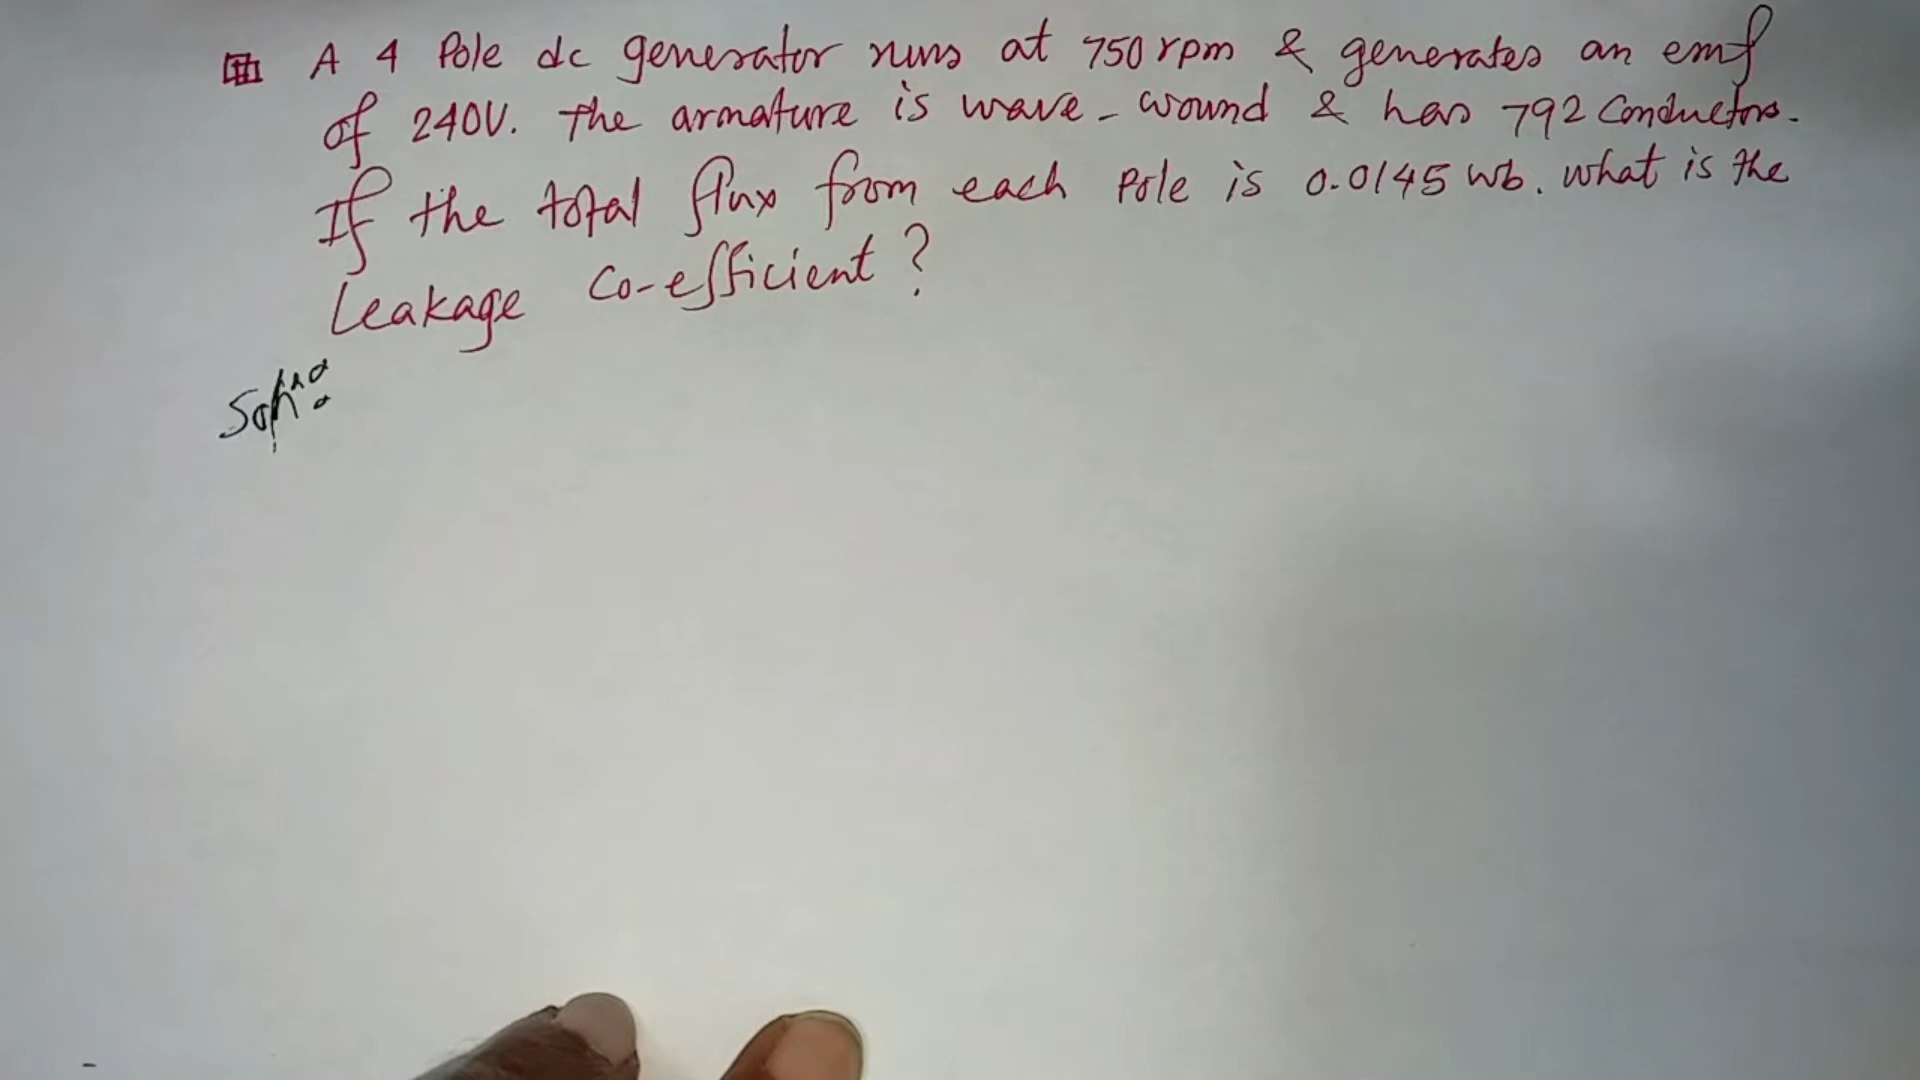 A 4 Pole dc generator runs at 750 rpm & generates an emf
of 240V. The armature is wave-wound & has 792 Conductors.
If the total flux from each Pole is 0.0145 wb. what is the
Leakage Co-efficient?
Soln: